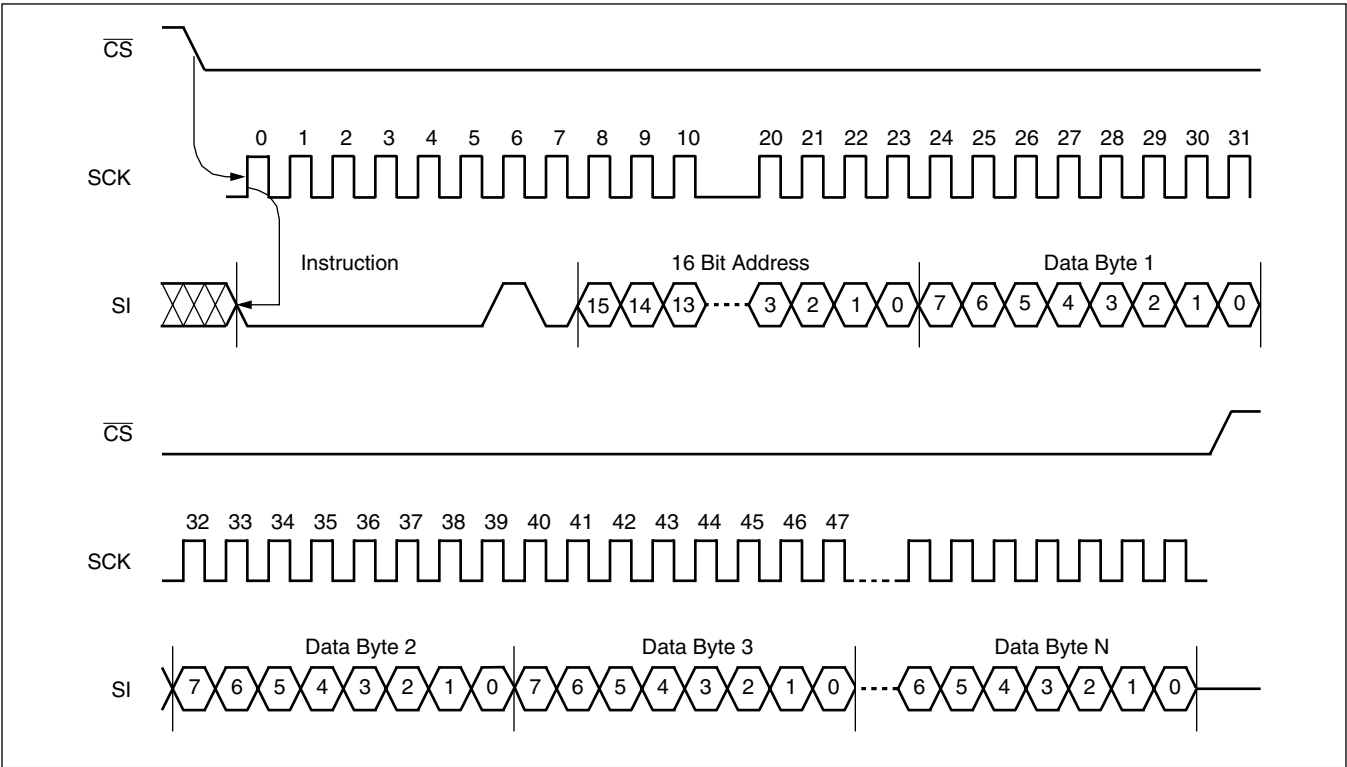 CS
0 1 2 3 4 5 6 7 8 9 10 20 21 22 23 24 25 26 27 28 29 30 31
SCK
Instruction 16 Bit Address Data Byte 1
SI 15 14 13 3 2 1 0 7 6 5 4 3 2 1 0
CS
32 33 34 35 36 37 38 39 40 41 42 43 44 45 46 47
SCK
Data Byte 2 Data Byte 3 Data Byte N
SI 7 6 5 4 3 2 1 0 7 6 5 4 3 2 1 0 6 5 4 3 2 1 0